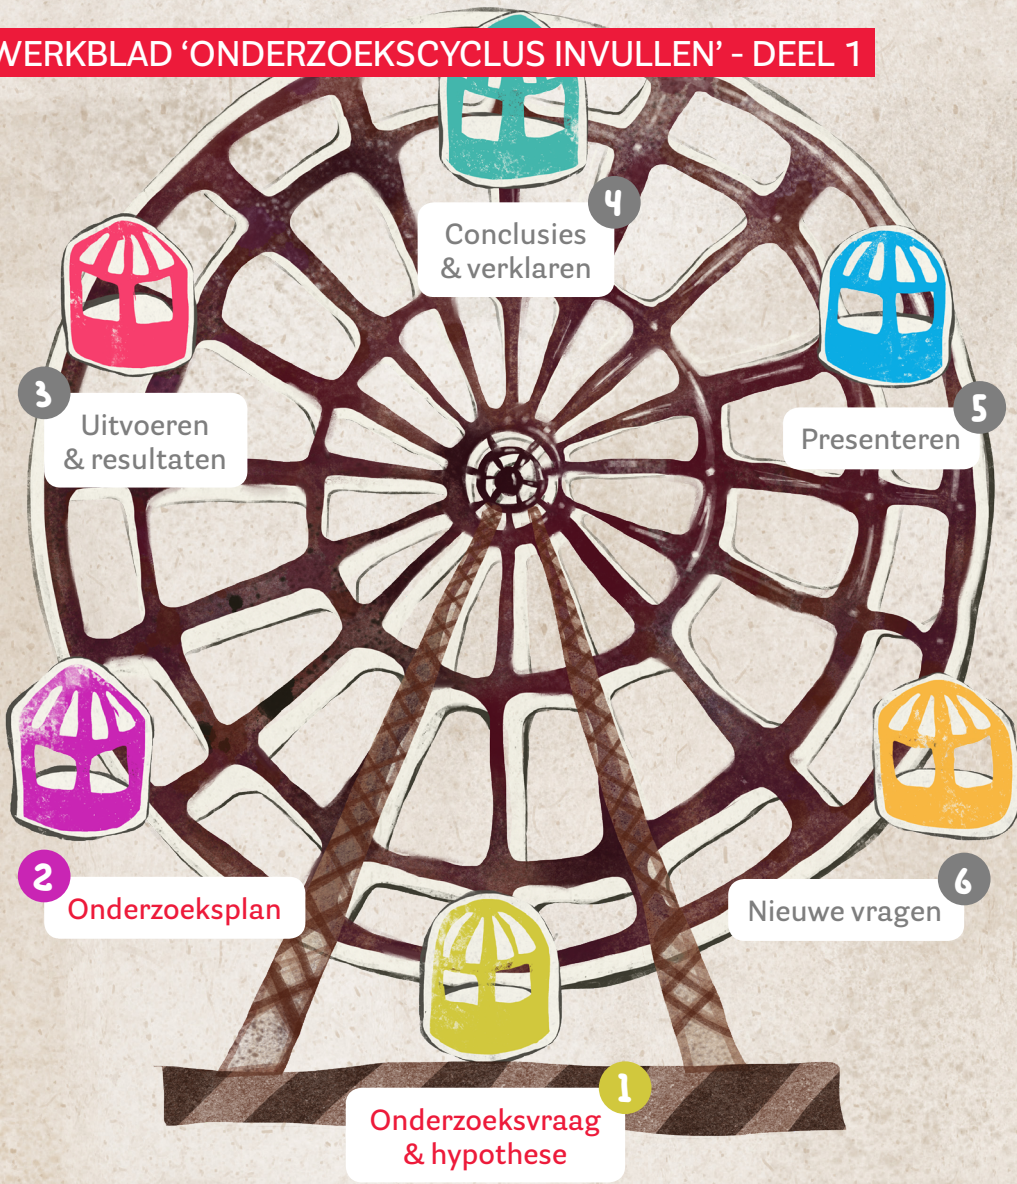 WERKBLAD ‘ONDERZOEKSCYCLUS INVULLEN’ - DEEL 1
4
Conclusies
& verklaren
3
Uitvoeren
& resultaten
5
Presenteren
2
Onderzoeksplan
6
Nieuwe vragen
1
Onderzoeksvraag
& hypothese